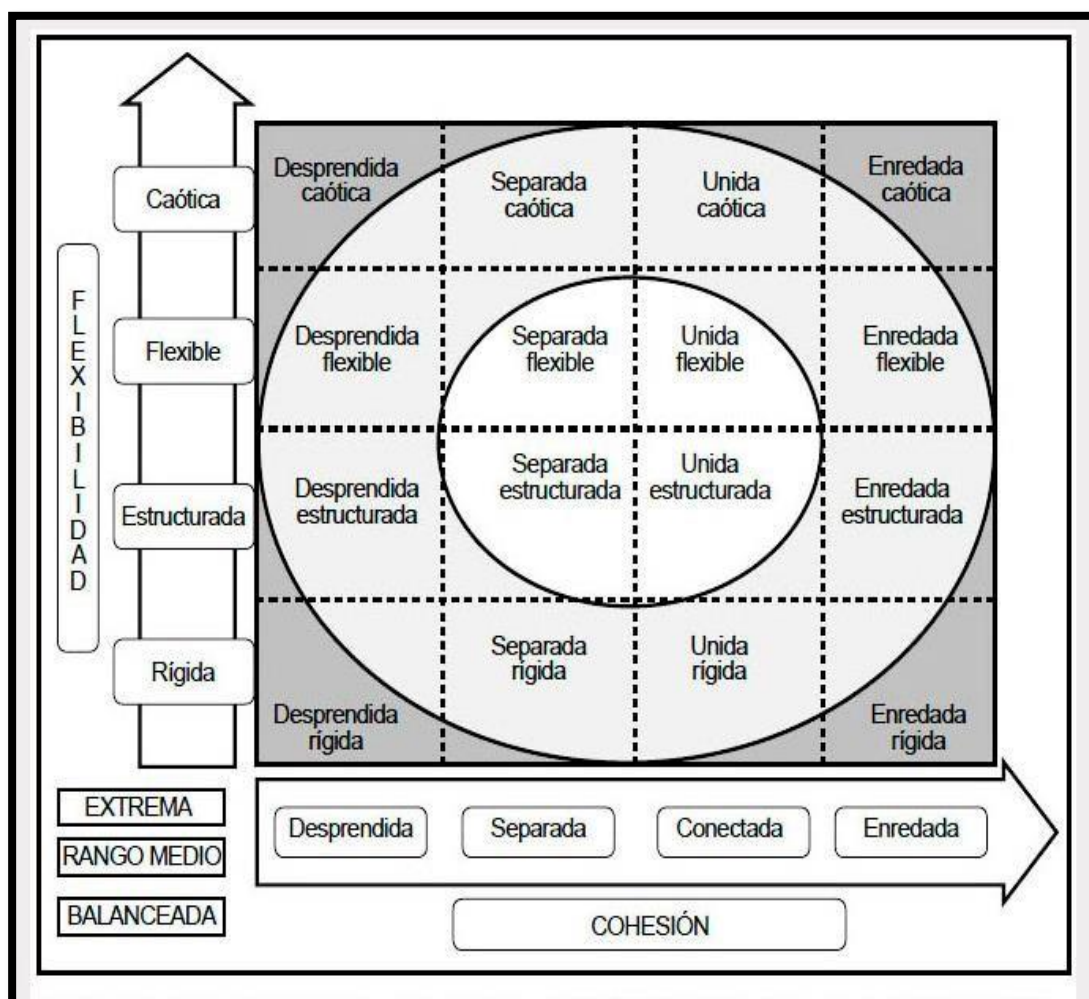 Caótica
Flexible
Estructurada
Rígida
FLEXIBILIDAD
Desprendida
caótica
Separada
caótica
Unida
caótica
Enredada
caótica
Desprendida
flexible
Separada
flexible
Unida
flexible
Enredada
flexible
Desprendida
estructurada
Separada
estructurada
Unida
estructurada
Enredada
estructurada
Desprendida
rígida
Separada
rígida
Unida
rígida
Enredada
rígida
EXTREMA
RANGO MEDIO
BALANCEADA
Desprendida
Separada
Conectada
Enredada
COHESIÓN